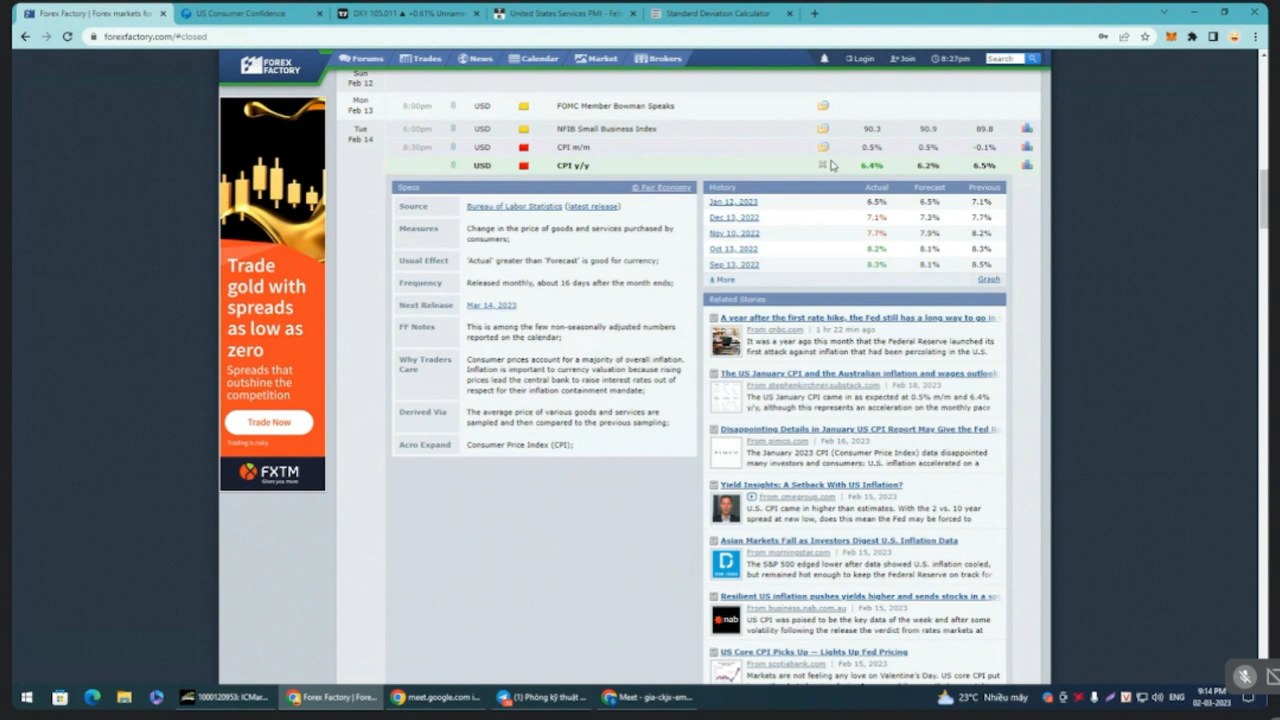 Forex Factory | Forex markets fo
US Consumer Confidence
DXY 105.011 ▲ +0.61% Unnam
United States Services PMI - Feb
Standard Deviation Calculator
forexfactory.com/#closed
FOREX FACTORY
Forums
Trades
News
Calendar
Market
Brokers
Login
Join
8:27pm
Search
Sun
Feb 12
Mon
Feb 13
8:00pm USD FOMC Member Bowman Speaks
Tue
Feb 14
6:00pm USD NFIB Small Business Index 90.3 90.9 89.8
8:30pm USD CPI m/m 0.5% 0.5% -0.1%
USD CPI y/y 6.4% 6.2% 6.5%
Specs © Fair Economy
Source Bureau of Labor Statistics (latest release)
Measures Change in the price of goods and services purchased by
consumers;
Usual Effect 'Actual' greater than 'Forecast' is good for currency;
Frequency Released monthly, about 16 days after the month ends;
Next Release Mar 14, 2023
FF Notes This is among the few non-seasonally adjusted numbers
reported on the calendar;
Why Traders Care Consumer prices account for a majority of overall inflation.
Inflation is important to currency valuation because rising
prices lead the central bank to raise interest rates out of
respect for their inflation containment mandate;
Derived Via The average price of various goods and services are
sampled and then compared to the previous sampling;
Acro Expand Consumer Price Index (CPI);
History Actual Forecast Previous
Jan 12, 2023 6.5% 6.5% 7.1%
Dec 13, 2022 7.1% 7.3% 7.7%
Nov 10, 2022 7.7% 7.9% 8.2%
Oct 13, 2022 8.2% 8.1% 8.3%
Sep 13, 2022 8.3% 8.1% 8.5%
More Graph
Related Stories
A year after the first rate hike, the Fed still has a long way to go in
From cnbc.com | 1 hr 22 min ago
It was a year ago this month that the Federal Reserve launched its
first attack against inflation that had been percolating in the U.S.
The US January CPI and the Australian inflation and wages outlook
From stephenkirchner.substack.com | Feb 18, 2023
The US January CPI came in as expected at 0.5% m/m and 6.4%
y/y, although this represents an acceleration on the monthly pace
Disappointing Details in January US CPI Report May Give the Fed R
From pimco.com | Feb 16, 2023
The January 2023 CPI (Consumer Price Index) data disappointed
many investors and consumers: U.S. inflation accelerated on a
Yield Insights: A Setback With US Inflation?
From cmegroup.com | Feb 15, 2023
U.S. CPI came in higher than estimates. With the 2 vs. 10 year
spread at new low, does this mean the Fed may be forced to
Asian Markets Fall as Investors Digest U.S. Inflation Data
From morningstar.com | Feb 15, 2023
The S&P 500 edged lower after data showed U.S. inflation cooled,
but remained hot enough to keep the Federal Reserve on track for
Resilient US inflation pushes yields higher and sends stocks in a
From business.nab.com.au | Feb 15, 2023
US CPI was poised to be the key data of the week and after some
volatility following the release the verdict from rates markets at
US Core CPI Picks Up — Lights Up Fed Pricing
From scotiabank.com | Feb 15, 2023
Markets are not feeling any love on Valentine's Day. US core CPI
PIMCO
nab
Trade
gold with
spreads
as low as
zero
Spreads that
outshine the
competition
Trade Now
Trading is risky
FXTM
1000120953: ICMar...
Forex Factory | Fore...
meet.google.com i...
(1) Phòng kỹ thuật ...
Meet - gia-ckjx-em...
23°C Nhiều mây
ENG
9:14 PM
02-03-2023